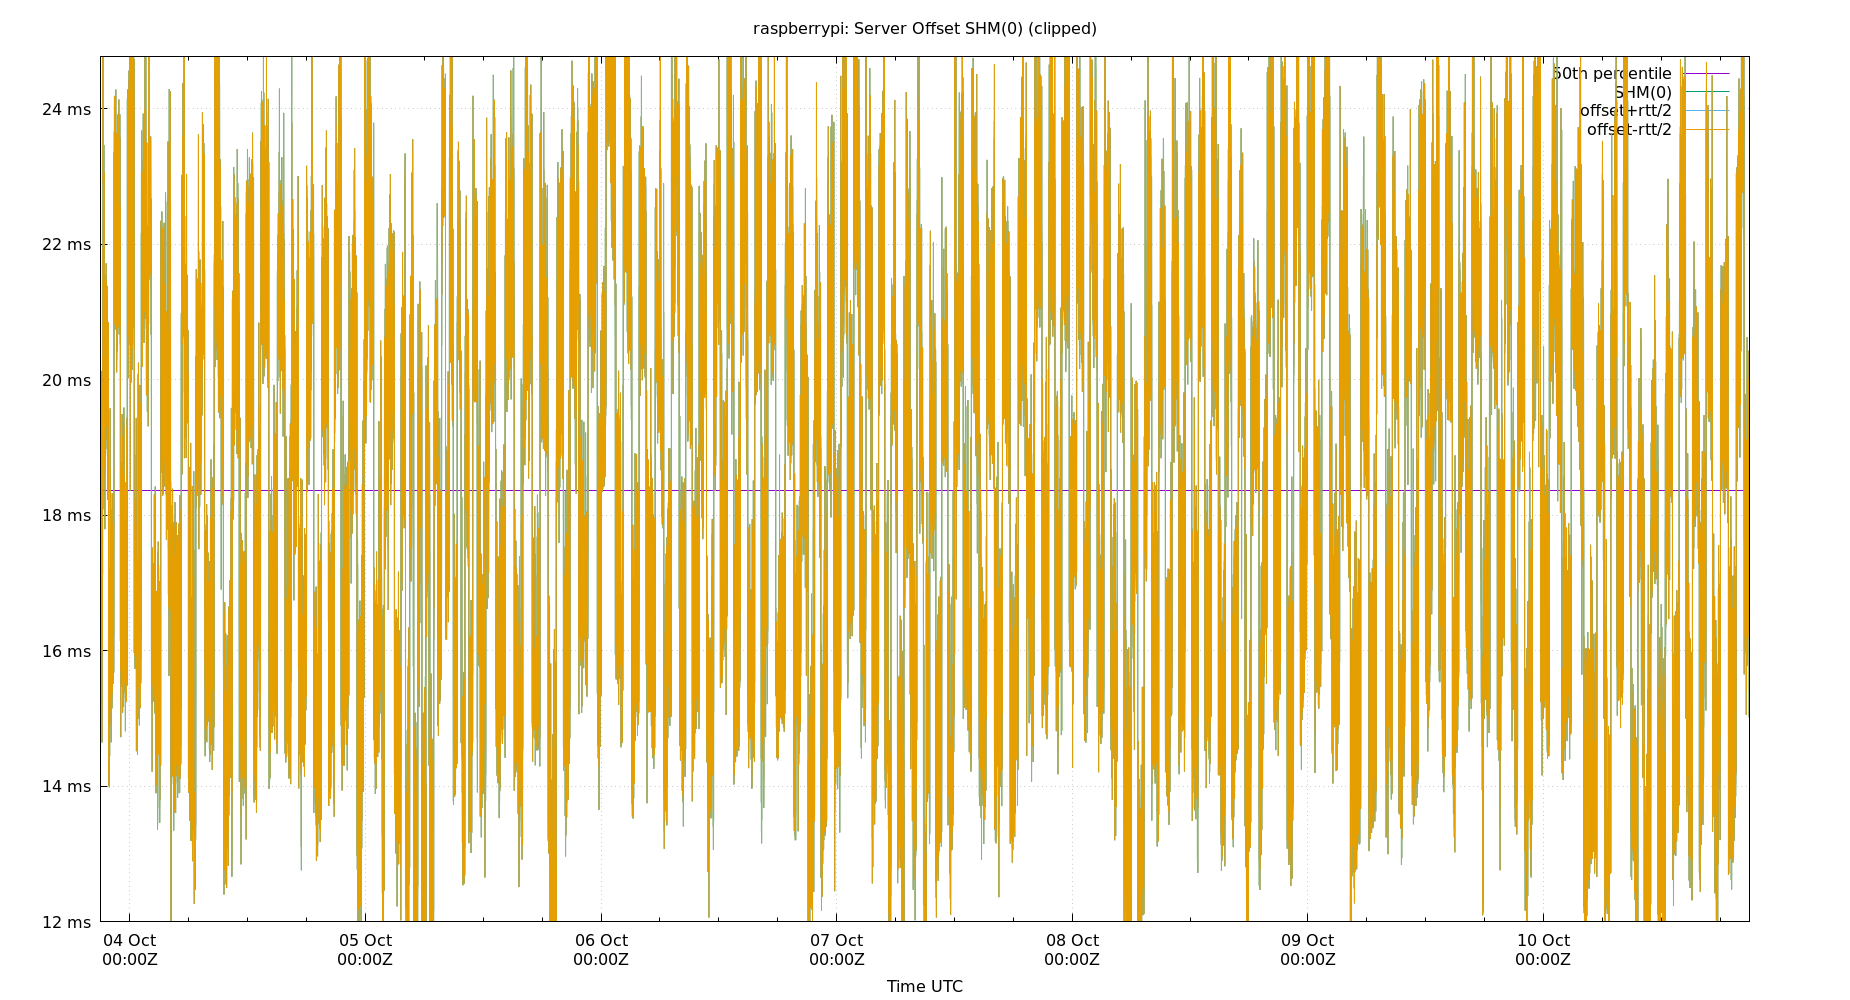 raspberrypi: Server Offset SHM(0) (clipped)
50th percentile
SHM(0)
offset+rtt/2
offset-rtt/2
24 ms
22 ms
20 ms
18 ms
16 ms
14 ms
12 ms
04 Oct 05 Oct 06 Oct 07 Oct 08 Oct 09 Oct 10 Oct
00:00Z 00:00Z 00:00Z 00:00Z 00:00Z 00:00Z 00:00Z
Time UTC